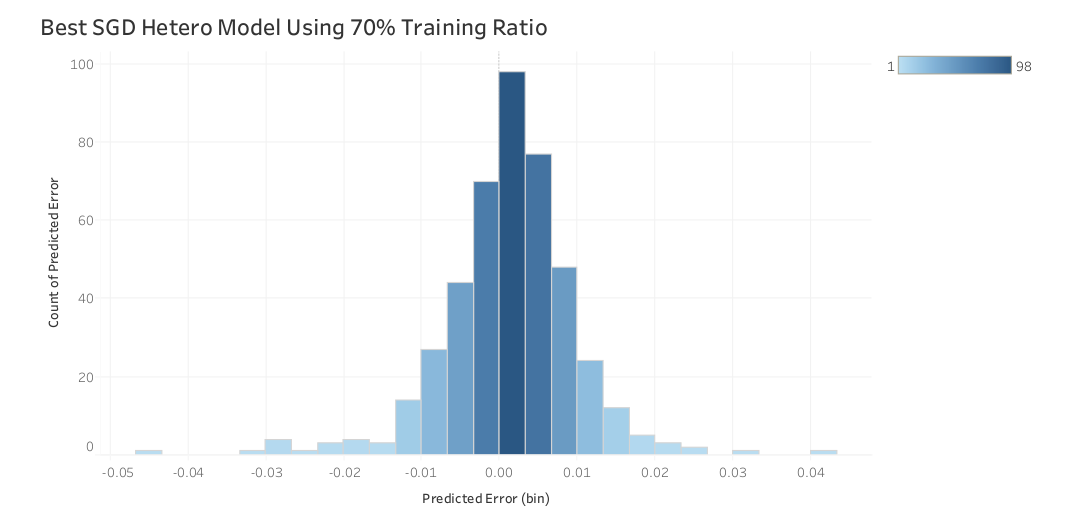 Best SGD Hetero Model Using 70% Training Ratio
1 98
100
80
60
40
20
0
Count of Predicted Error
-0.05 -0.04 -0.03 -0.02 -0.01 0.00 0.01 0.02 0.03 0.04
Predicted Error (bin)